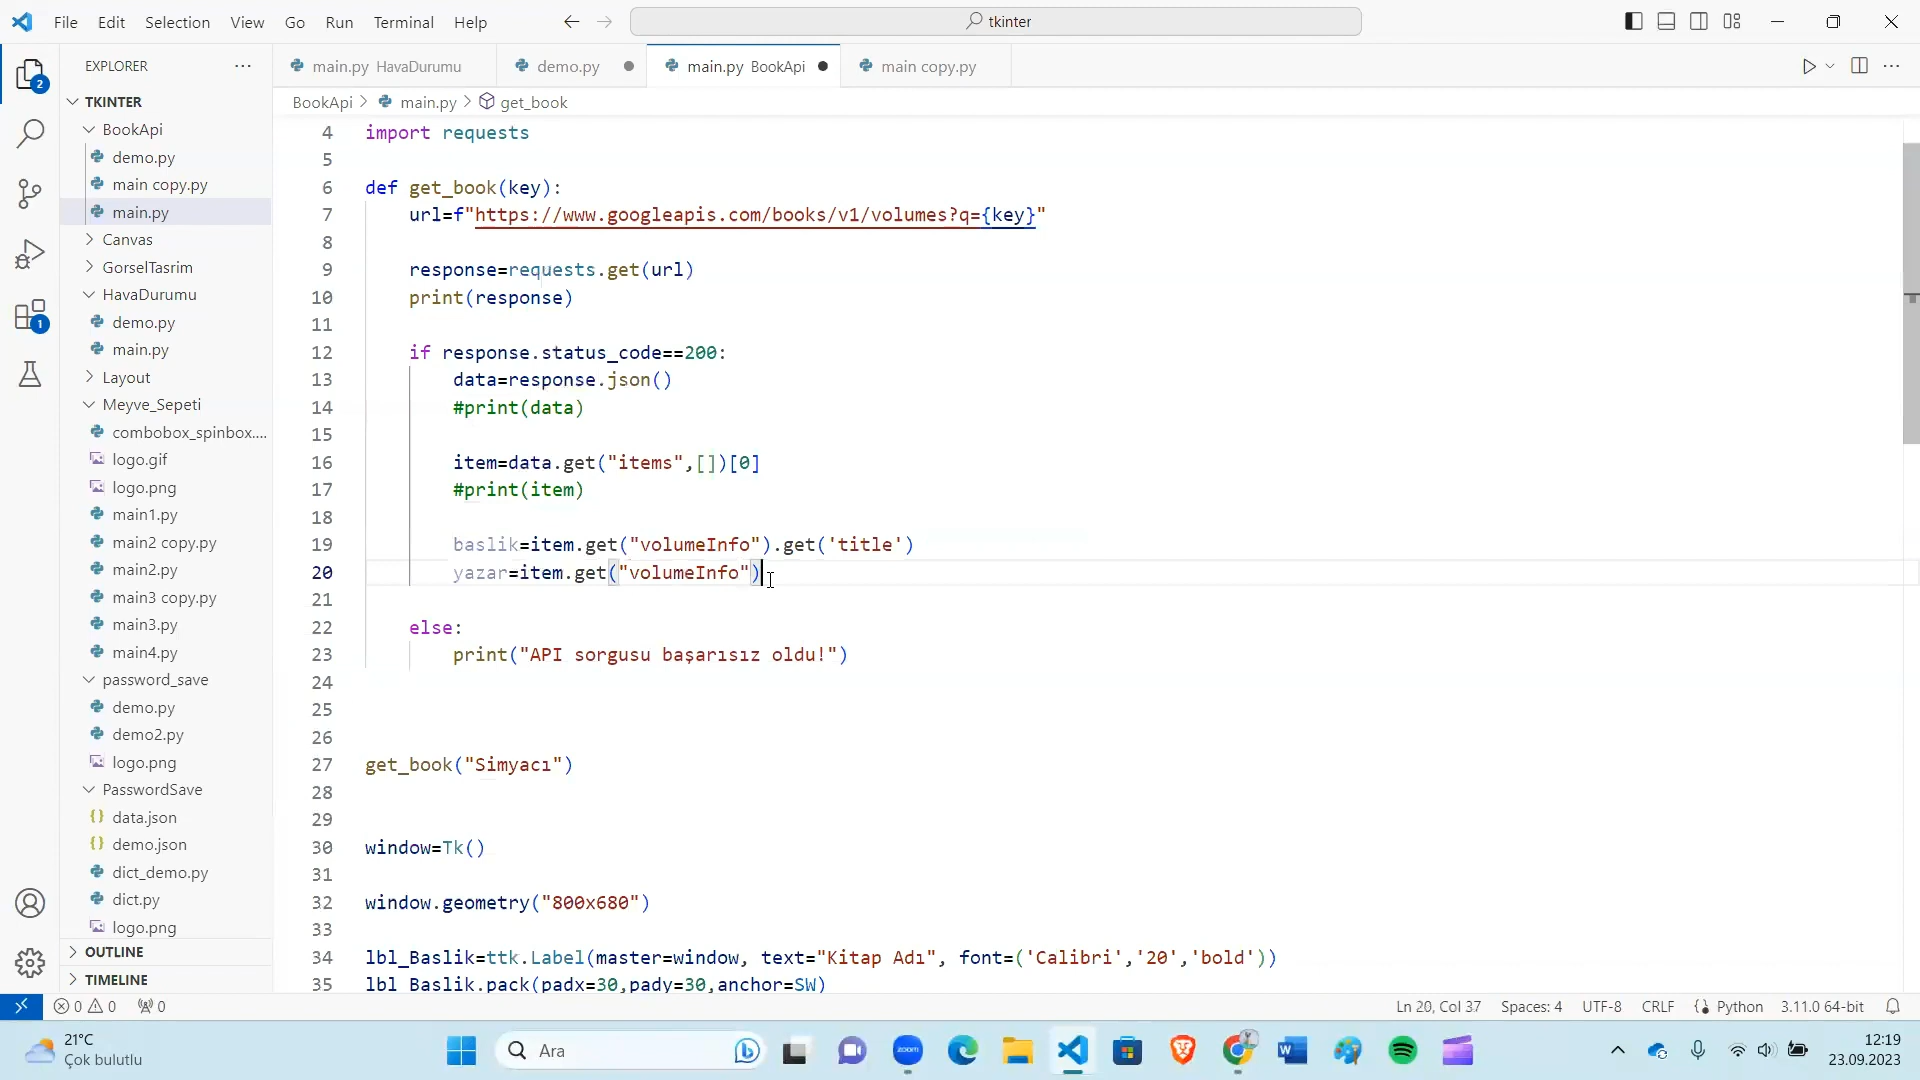 File Edit Selection View Go Run Terminal Help
tkinter
EXPLORER
main.py HavaDurumu
demo.py
main.py BookApi
main copy.py
BookApi > main.py > get_book
2
1
TKINTER
BookApi
demo.py
main copy.py
main.py
Canvas
GorselTasrim
HavaDurumu
demo.py
main.py
Layout
Meyve_Sepeti
combobox_spinbox....
logo.gif
logo.png
main1.py
main2 copy.py
main2.py
main3 copy.py
main3.py
main4.py
password_save
demo.py
demo2.py
logo.png
PasswordSave
data.json
demo.json
dict_demo.py
dict.py
logo.png
OUTLINE
TIMELINE
4 import requests
5
6 def get_book(key):
7 url=f"https://www.googleapis.com/books/v1/volumes?q={key}"
8
9 response=requests.get(url)
10 print(response)
11
12 if response.status_code==200:
13 data=response.json()
14 #print(data)
15
16 item=data.get("items",[])[0]
17 #print(item)
18
19 baslik=item.get("volumeInfo").get('title')
20 yazar=item.get("volumeInfo")
21
22 else:
23 print("API sorgusu başarısız oldu!")
24
25
26
27 get_book("Simyacı")
28
29
30 window=Tk()
31
32 window.geometry("800x680")
33
34 lbl_Baslik=ttk.Label(master=window, text="Kitap Adı", font=('Calibri','20','bold'))
35 lbl_Baslik.pack(padx=30,pady=30,anchor=SW)
0 0 0
Ln 20, Col 37 Spaces: 4 UTF-8 CRLF Python 3.11.0 64-bit
21°C
Çok bulutlu
Ara
zoom
12:19
23.09.2023